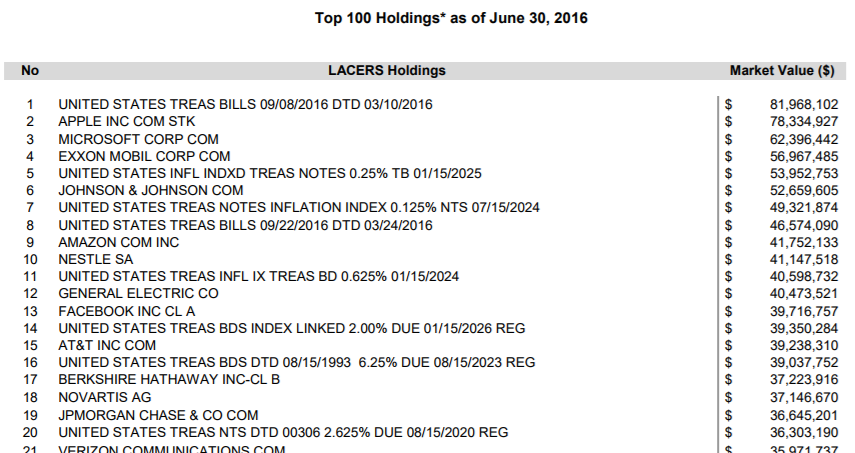 Top 100 Holdings* as of June 30, 2016
No LACERS Holdings Market Value ($)
1 UNITED STATES TREAS BILLS 09/08/2016 DTD 03/10/2016 $ 81,968,102
2 APPLE INC COM STK $ 78,334,927
3 MICROSOFT CORP COM $ 62,396,442
4 EXXON MOBIL CORP COM $ 56,967,485
5 UNITED STATES INFL INDXD TREAS NOTES 0.25% TB 01/15/2025 $ 53,952,753
6 JOHNSON & JOHNSON COM $ 52,659,605
7 UNITED STATES TREAS NOTES INFLATION INDEX 0.125% NTS 07/15/2024 $ 49,321,874
8 UNITED STATES TREAS BILLS 09/22/2016 DTD 03/24/2016 $ 46,574,090
9 AMAZON COM INC $ 41,752,133
10 NESTLE SA $ 41,147,518
11 UNITED STATES TREAS INFL IX TREAS BD 0.625% 01/15/2024 $ 40,598,732
12 GENERAL ELECTRIC CO $ 40,473,521
13 FACEBOOK INC CL A $ 39,716,757
14 UNITED STATES TREAS BDS INDEX LINKED 2.00% DUE 01/15/2026 REG $ 39,350,284
15 AT&T INC COM $ 39,238,310
16 UNITED STATES TREAS BDS DTD 08/15/1993 6.25% DUE 08/15/2023 REG $ 39,037,752
17 BERKSHIRE HATHAWAY INC-CL B $ 37,223,916
18 NOVARTIS AG $ 37,146,670
19 JPMORGAN CHASE & CO COM $ 36,645,201
20 UNITED STATES TREAS NTS DTD 00306 2.625% DUE 08/15/2020 REG $ 36,303,190
21 VERIZON COMMUNICATIONS COM $ 35,971,737